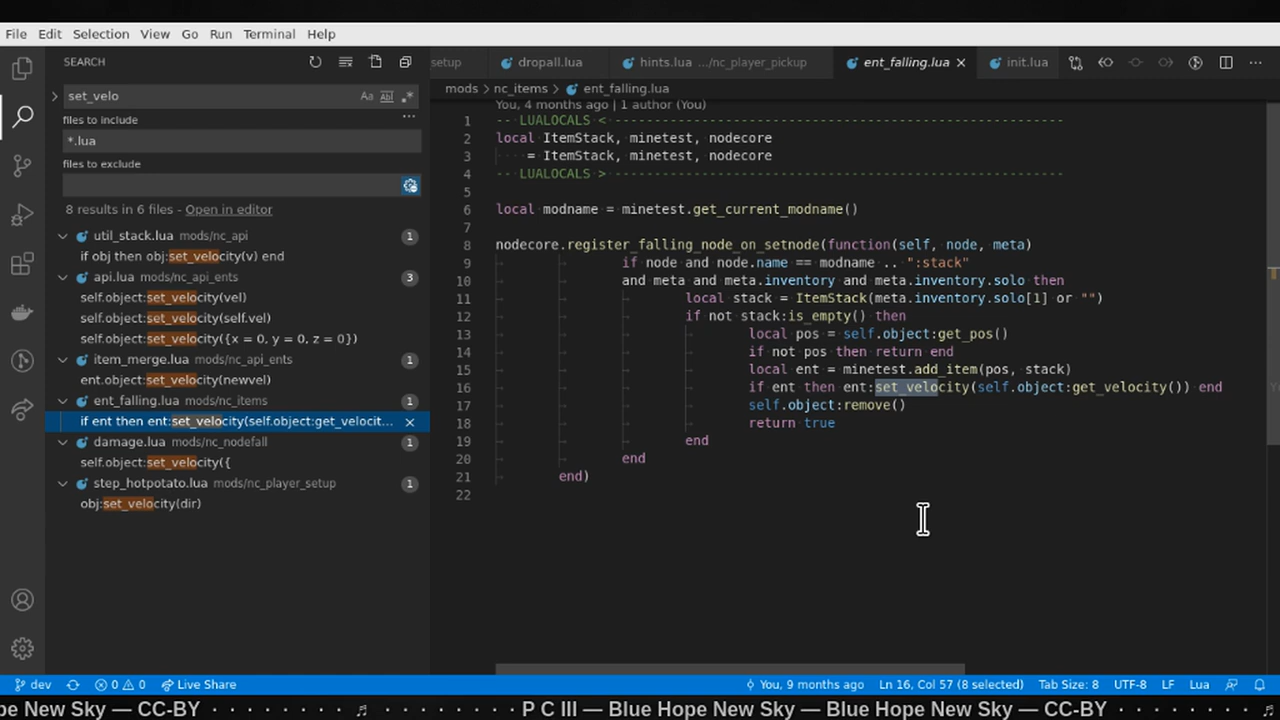 File Edit Selection View Go Run Terminal Help
SEARCH
set_velo
Aa Ab .*
files to include
...
*.lua
files to exclude
8 results in 6 files - Open in editor
util_stack.lua mods/nc_api 1
if obj then obj:set_velocity(v) end
api.lua mods/nc_api_ents 3
self.object:set_velocity(vel)
self.object:set_velocity(self.vel)
self.object:set_velocity({x = 0, y = 0, z = 0})
item_merge.lua mods/nc_api_ents 1
ent.object:set_velocity(newvel)
ent_falling.lua mods/nc_items 1
if ent then ent:set_velocity(self.object:get_velocit...
damage.lua mods/nc_nodefall 1
self.object:set_velocity({
step_hotpotato.lua mods/nc_player_setup 1
obj:set_velocity(dir)
setup dropall.lua hints.lua .../nc_player_pickup ent_falling.lua init.lua
mods > nc_items > ent_falling.lua
You, 4 months ago | 1 author (You)
1 -- LUALOCALS < ---------------------------------------------------------
2 local ItemStack, minetest, nodecore
3 = ItemStack, minetest, nodecore
4 -- LUALOCALS > ---------------------------------------------------------
5
6 local modname = minetest.get_current_modname()
7
8 nodecore.register_falling_node_on_setnode(function(self, node, meta)
9 if node and node.name == modname .. ":stack"
10 and meta and meta.inventory and meta.inventory.solo then
11 local stack = ItemStack(meta.inventory.solo[1] or "")
12 if not stack:is_empty() then
13 local pos = self.object:get_pos()
14 if not pos then return end
15 local ent = minetest.add_item(pos, stack)
16 if ent then ent:set_velocity(self.object:get_velocity()) end
17 self.object:remove()
18 return true
19 end
20 end
21 end)
22
dev 0 0 Live Share You, 9 months ago Ln 16, Col 57 (8 selected) Tab Size: 8 UTF-8 LF Lua
pe New Sky — CC-BY · · · · · · · · ♬ · · · · · · · · P C III — Blue Hope New Sky — Blue Hope New Sky — CC-BY · · · · · · · · ♬